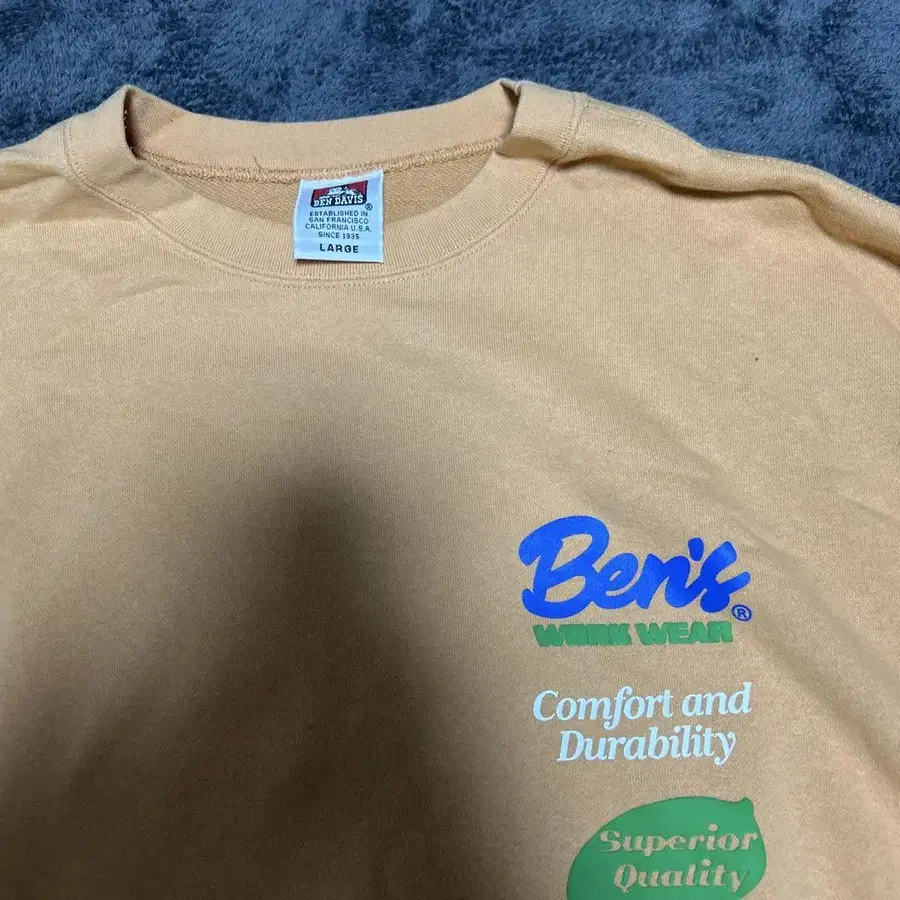 BEN DAVIS
®
ESTABLISHED IN
SAN FRANCISCO
CALIFORNIA U.S.A.
SINCE 1935
LARGE
Ben's
®
WORK WEAR
Comfort and
Durability
Superior
Quality